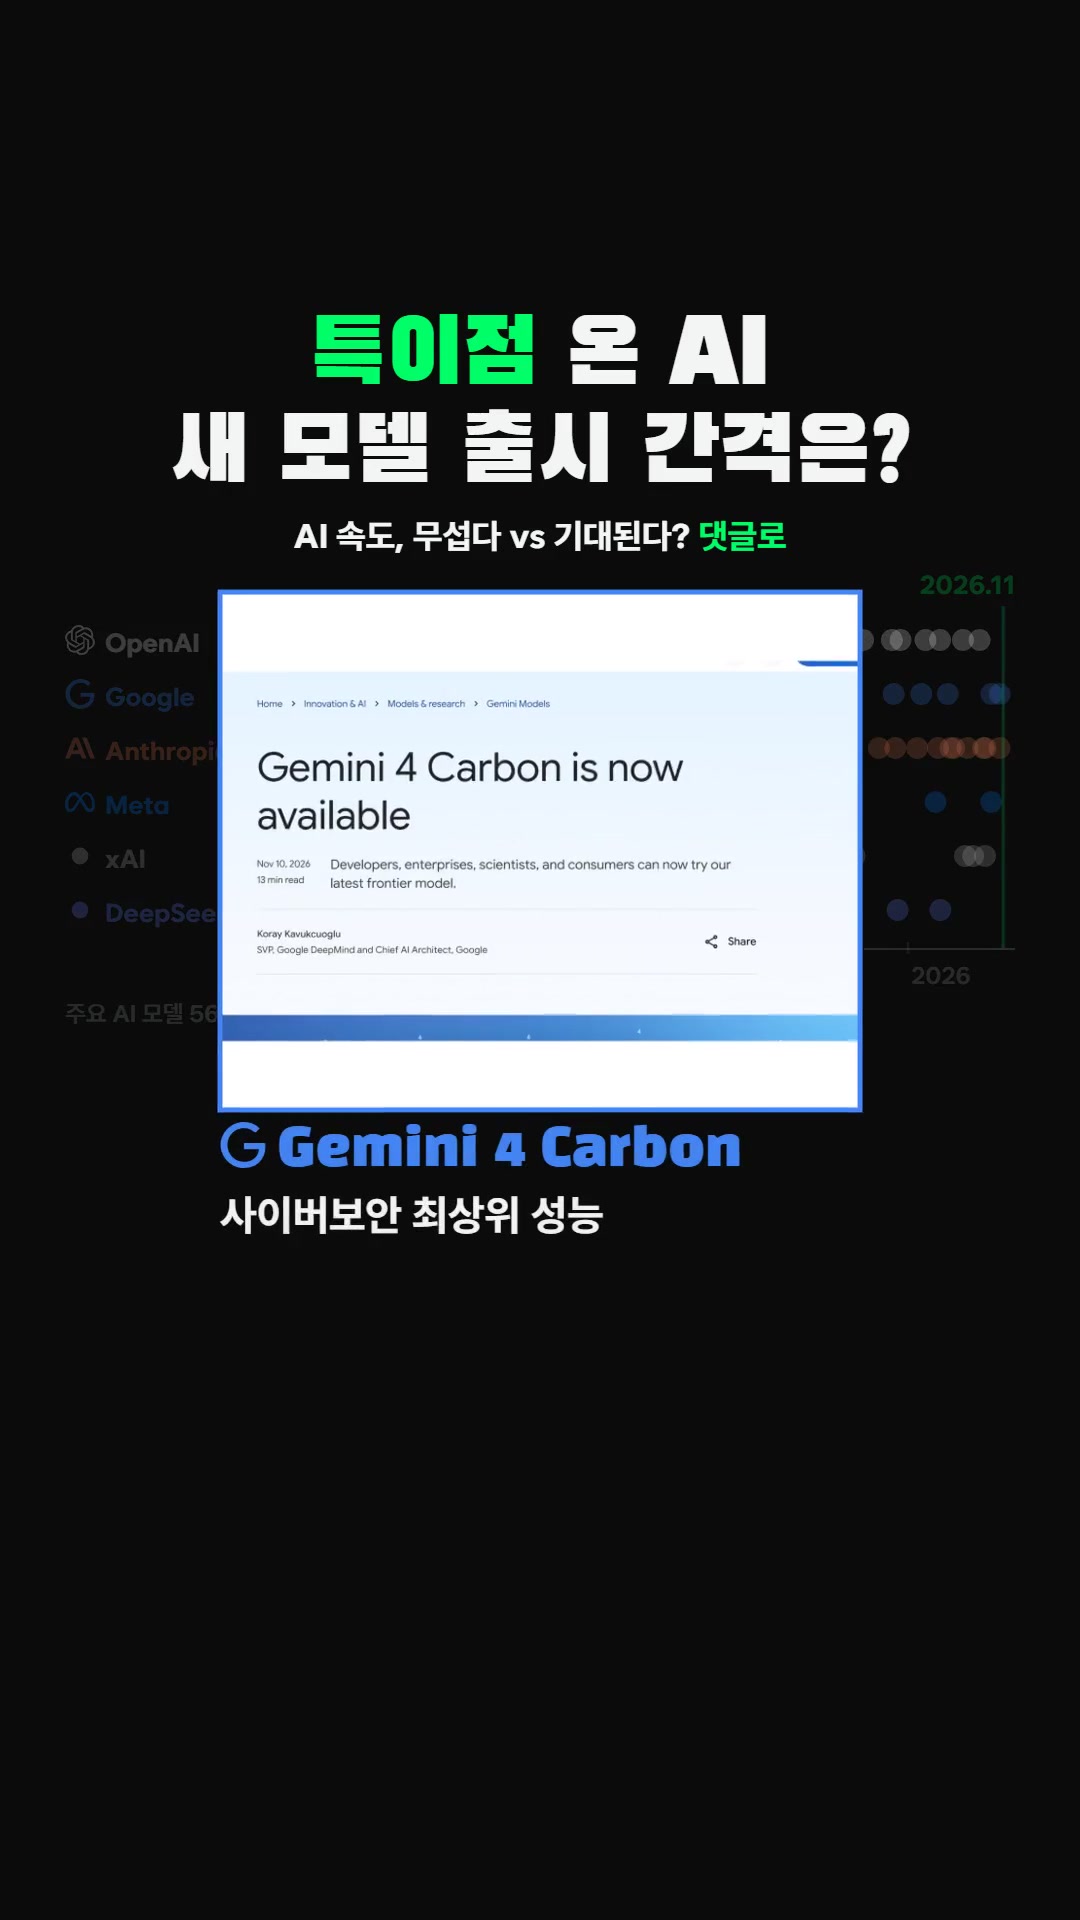 특이점 온 AI
새 모델 출시 간격은?
AI 속도, 무섭다 vs 기대된다? 댓글로
2026.11
OpenAI
Google
Anthropi
Meta
xAI
DeepSee
2026
주요 AI 모델 56
Home > Innovation & AI > Models & research > Gemini Models
Gemini 4 Carbon is now
available
Nov 10, 2026
13 min read
Developers, enterprises, scientists, and consumers can now try our
latest frontier model.
Koray Kavukcuoglu
SVP, Google DeepMind and Chief AI Architect, Google
Share
Gemini 4 Carbon
사이버보안 최상위 성능